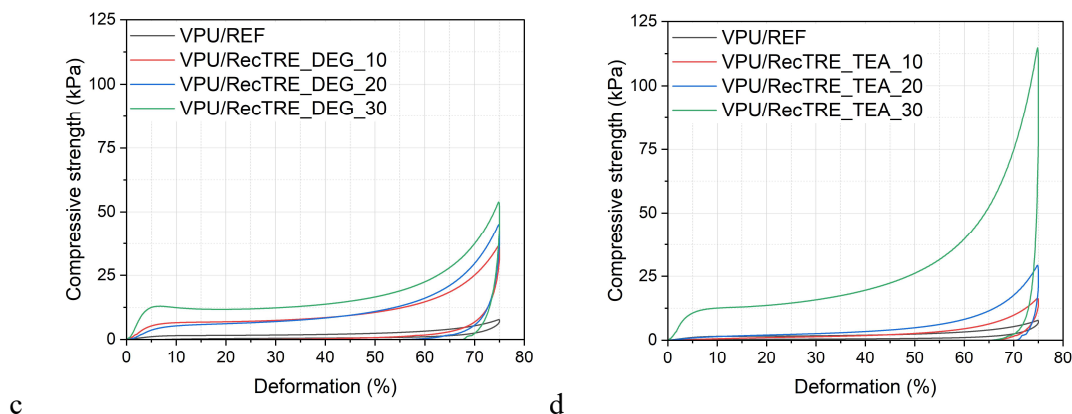 125
100
75
50
25
0
Compressive strength (kPa)
VPU/REF
VPU/RecTRE_DEG_10
VPU/RecTRE_DEG_20
VPU/RecTRE_DEG_30
0 10 20 30 40 50 60 70 80
Deformation (%)
c
125
100
75
50
25
0
Compressive strength (kPa)
VPU/REF
VPU/RecTRE_TEA_10
VPU/RecTRE_TEA_20
VPU/RecTRE_TEA_30
0 10 20 30 40 50 60 70 80
Deformation (%)
d